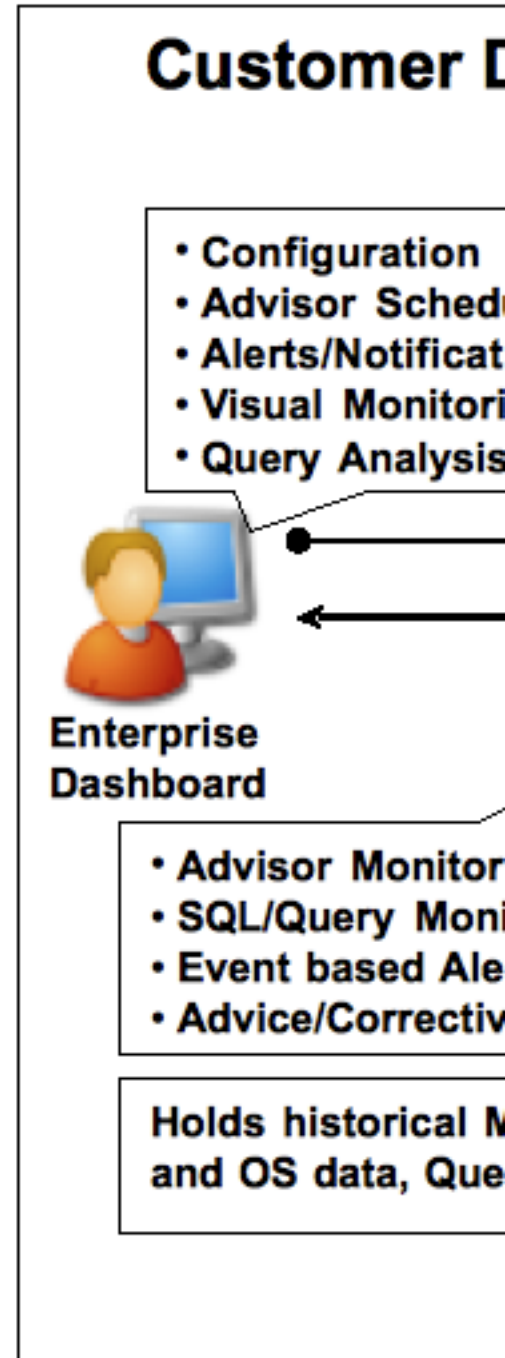 Customer
• Configuration
• Advisor
• Alerts/Notificat
• Visual Monitori
• Query Analysis
Enterprise
Dashboard
• Advisor Monitor
• SQL/Query Moni
• Event based Ale
• Advice/Correctiv
Holds historical M
and OS data, Que